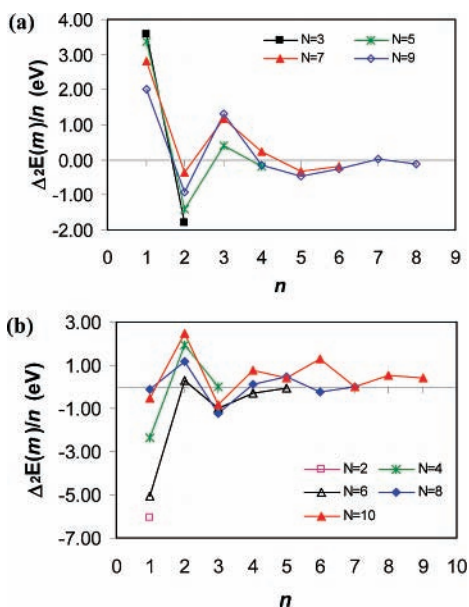 (a)
Δ₂E(m)/n (eV)
4.00
3.00
2.00
1.00
0.00
-1.00
-2.00
N=3
N=5
N=7
N=9
0 1 2 3 4 5 6 7 8 9
n
(b)
Δ₂E(m)/n (eV)
3.00
1.00
-1.00
-3.00
-5.00
-7.00
N=2
N=4
N=6
N=8
N=10
0 1 2 3 4 5 6 7 8 9 10
n